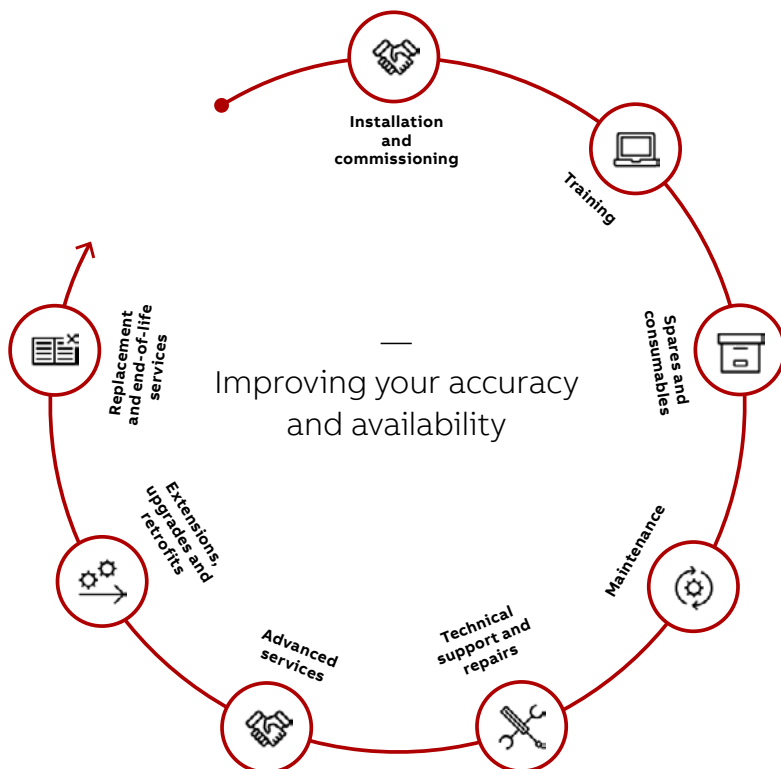 Installation
and
commissioning
Training
Spares and
consumables
Maintenance
Technical
support and
repairs
Advanced
services
Extensions,
upgrades and
retrofits
Replacement
and end-of-life
services
—
Improving your accuracy
and availability